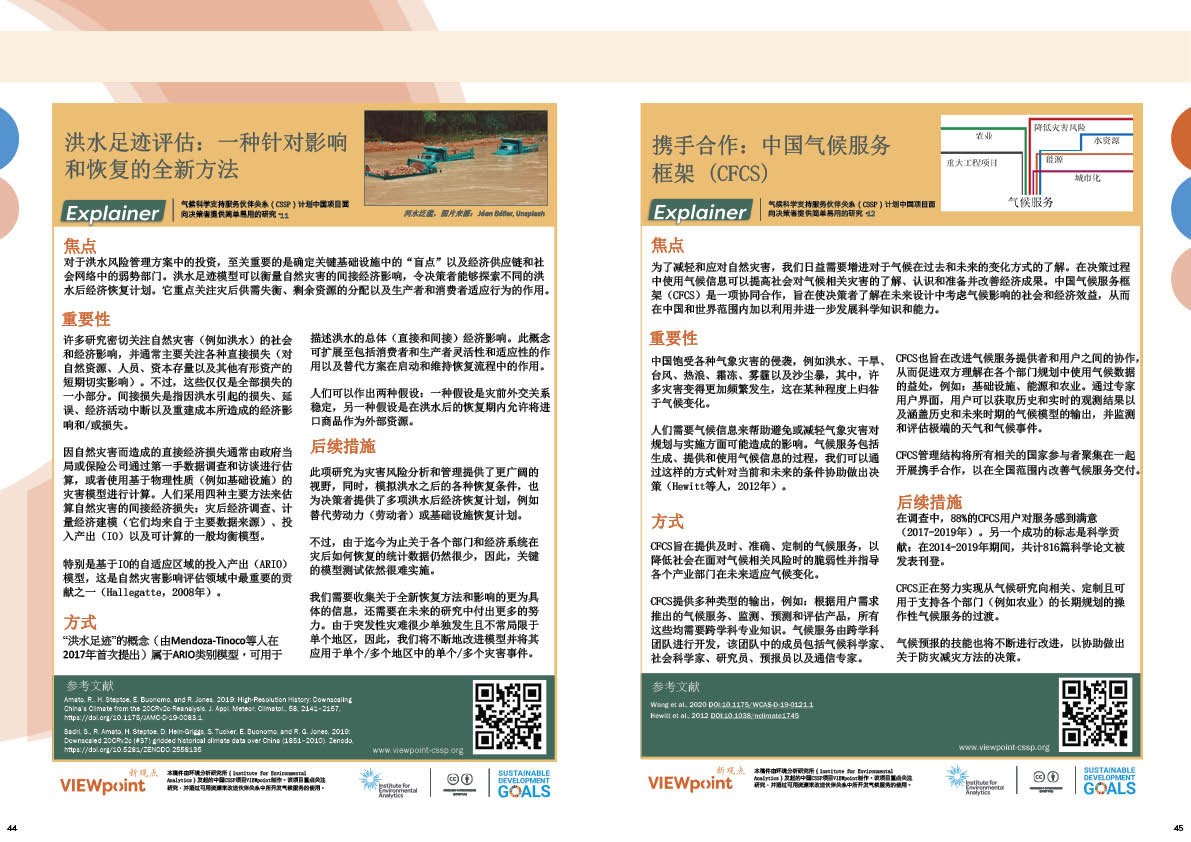 洪水足迹评估：一种针对影响
和恢复的全新方法
Explainer
气候科学支持服务伙伴关系（CSSP）计划中国项目面
向决策者提供简单易用的研究 *11
河水泛滥，图片来源：Jéan Béller, Unsplash
焦点
对于洪水风险管理方案中的投资，至关重要的是确定关键基础设施中的“盲点”以及经济供应链和社
会网络中的弱势部门。洪水足迹模型可以衡量自然灾害的间接经济影响，令决策者能够探索不同的洪
水后经济恢复计划。它重点关注灾后供需失衡、剩余资源的分配以及生产者和消费者适应行为的作用。
重要性
许多研究密切关注自然灾害（例如洪水）的社会
和经济影响，并通常主要关注各种直接损失（对
自然资源、人员、资本存量以及其他有形资产的
短期切实影响）。不过，这些仅仅是全部损失的
一小部分。间接损失是指因洪水引起的损失、延
误、经济活动中断以及重建成本所造成的经济影
响和/或损失。
因自然灾害而造成的直接经济损失通常由政府当
局或保险公司通过第一手数据调查和访谈进行估
算，或者使用基于物理性质（例如基础设施）的
灾害模型进行计算。人们采用四种主要方法来估
算自然灾害的间接经济损失：灾后经济调查、计
量经济建模（它们均来自于主要数据来源）、投
入产出（IO）以及可计算的一般均衡模型。
特别是基于IO的自适应区域的投入产出（ARIO）
模型，这是自然灾害影响评估领域中最重要的贡
献之一（Hallegatte，2008年）。
方式
“洪水足迹”的概念（由Mendoza-Tinoco等人在
2017年首次提出）属于ARIO类别模型，可用于
描述洪水的总体（直接和间接）经济影响。此概念
可扩展至包括消费者和生产者灵活性和适应性的作
用以及替代方案在启动和维持恢复流程中的作用。
人们可以作出两种假设：一种假设是灾前外交关系
稳定，另一种假设是在洪水后的恢复期内允许将进
口商品作为外部资源。
后续措施
此项研究为灾害风险分析和管理提供了更广阔的
视野，同时，模拟洪水之后的各种恢复条件，也
为决策者提供了多项洪水后经济恢复计划，例如
替代劳动力（劳动者）或基础设施恢复计划。
不过，由于迄今为止关于各个部门和经济系统在
灾后如何恢复的统计数据仍然很少，因此，关键
的模型测试依然很难实施。
我们需要收集关于全新恢复方法和影响的更为具
体的信息，还需要在未来的研究中付出更多的努
力。由于突发性灾难很少单独发生且不常局限于
单个地区，因此，我们将不断地改进模型并将其
应用于单个/多个地区中的单个/多个灾害事件。
参考文献
Amato, R., H. Steptoe, E. Buonomo, and R. Jones, 2019: High-Resolution History: Downscaling
China's Climate from the 20CRv2c Reanalysis. J. Appl. Meteor. Climatol., 58, 2141–2157,
https://doi.org/10.1175/JAMC-D-19-0083.1.
Sadri, S., R. Amato, H. Steptoe, D. Hein-Griggs, S. Tucker, E. Buonomo, and R. G. Jones, 2019:
Downscaled 20CRv2c (#37) gridded historical climate data over China (1851–2010). Zenodo,
https://doi.org/10.5281/ZENODO.2558135
www.viewpoint-cssp.org
新观点
VIEWpoint
本稿件由环境分析研究所（Institute for Environmental
Analytics）发起的中国CSSP项目VIEWpoint制作。该项目重点关注
研究，并通过可用资源来改进伙伴关系中所开发气候服务的使用。
Institute for
Environmental
Analytics
SUSTAINABLE
DEVELOPMENT
GOALS
44
携手合作：中国气候服务
框架 (CFCS)
Explainer
气候科学支持服务伙伴关系（CSSP）计划中国项目面
向决策者提供简单易用的研究 *12
农业
重大工程项目
降低灾害风险
水资源
能源
城市化
气候服务
焦点
为了减轻和应对自然灾害，我们日益需要增进对于气候在过去和未来的变化方式的了解。在决策过程
中使用气候信息可以提高社会对气候相关灾害的了解、认识和准备并改善经济成果。中国气候服务框
架（CFCS）是一项协同合作，旨在使决策者了解在未来设计中考虑气候影响的社会和经济效益，从而
在中国和世界范围内加以利用并进一步发展科学知识和能力。
重要性
中国饱受各种气象灾害的侵袭，例如洪水、干旱、
台风、热浪、霜冻、雾霾以及沙尘暴，其中，许
多灾害变得更加频繁发生，这在某种程度上归咎
于气候变化。
人们需要气候信息来帮助避免或减轻气象灾害对
规划与实施方面可能造成的影响。气候服务包括
生成、提供和使用气候信息的过程，我们可以通
过这样的方式针对当前和未来的条件协助做出决
策（Hewitt等人，2012年）。
方式
CFCS旨在提供及时、准确、定制的气候服务，以
降低社会在面对气候相关风险时的脆弱性并指导
各个产业部门在未来适应气候变化。
CFCS提供多种类型的输出，例如：根据用户需求
推出的气候服务、监测、预测和评估产品，所有
这些均需要跨学科专业知识。气候服务由跨学科
团队进行开发，该团队中的成员包括气候科学家、
社会科学家、研究员、预报员以及通信专家。
CFCS也旨在改进气候服务提供者和用户之间的协作，
从而促进双方理解在各个部门规划中使用气候数据
的益处，例如：基础设施、能源和农业。通过专家
用户界面，用户可以获取历史和实时的观测结果以
及涵盖历史和未来时期的气候模型的输出，并监测
和评估极端的天气和气候事件。
CFCS管理结构将所有相关的国家参与者聚集在一起
开展携手合作，以在全国范围内改善气候服务交付。
后续措施
在调查中，88%的CFCS用户对服务感到满意
（2017-2019年）。另一个成功的标志是科学贡
献：在2014-2019年期间，共计816篇科学论文被
发表刊登。
CFCS正在努力实现从气候研究向相关、定制且可
用于支持各个部门（例如农业）的长期规划的操
作性气候服务的过渡。
气候预报的技能也将不断进行改进，以协助做出
关于防灾减灾方法的决策。
参考文献
Wang et al., 2020 DOI:10.1175/WCAS-D-19-0121.1
Hewitt et al., 2012 DOI:10.1038/nclimate1745
www.viewpoint-cssp.org
新观点
VIEWpoint
本稿件由环境分析研究所（Institute for Environmental
Analytics）发起的中国CSSP项目VIEWpoint制作。该项目重点关注
研究，并通过可用资源来改进伙伴关系中所开发气候服务的使用。
Institute for
Environmental
Analytics
SUSTAINABLE
DEVELOPMENT
GOALS
45